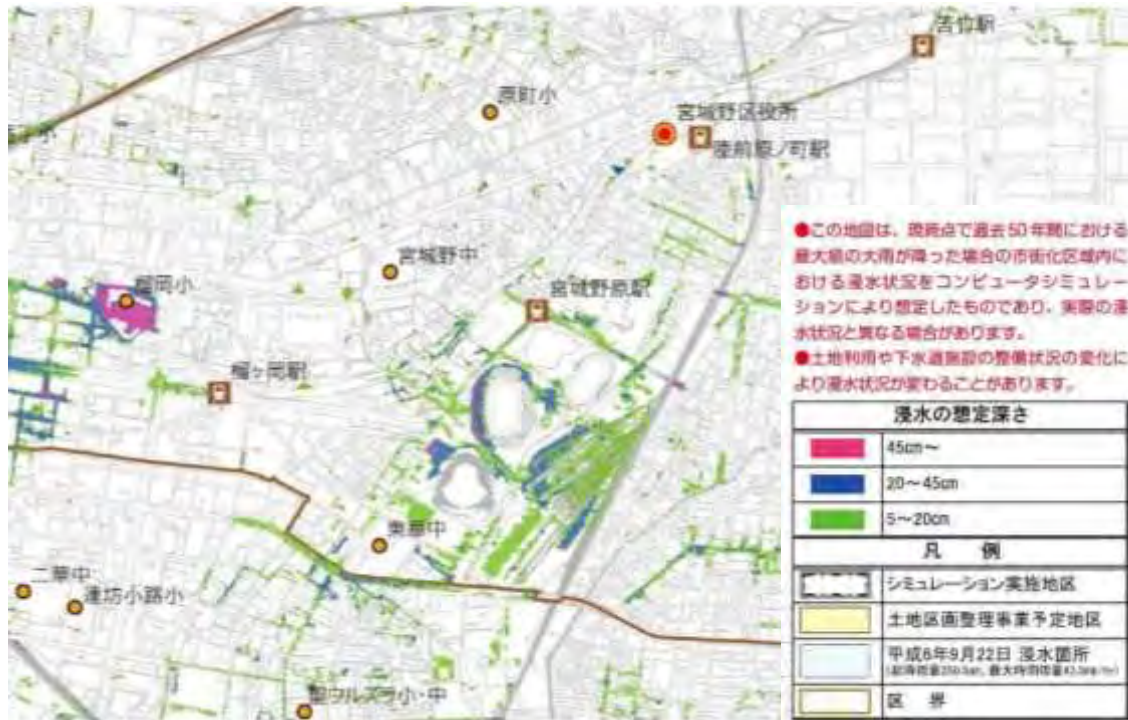 苦竹駅
原町小
宮城野区役所
陸前原ノ町駅
宮城野中
榴岡小
宮城野原駅
榴ヶ岡駅
東華中
二華中
連坊小路小
聖ウルスラ小・中
●この地図は、現時点で過去50年間における
最大級の大雨が降った場合の市街化区域内に
おける浸水状況をコンピュータシミュレー
ションにより想定したものであり、実際の浸
水状況と異なる場合があります。
●土地利用や下水道施設の整備状況の変化に
より浸水状況が変わることがあります。
浸水の想定深さ
45cm～
20～45cm
5～20cm
凡 例
シミュレーション実施地区
土地区画整理事業予定地区
平成6年9月22日 浸水箇所
区 界